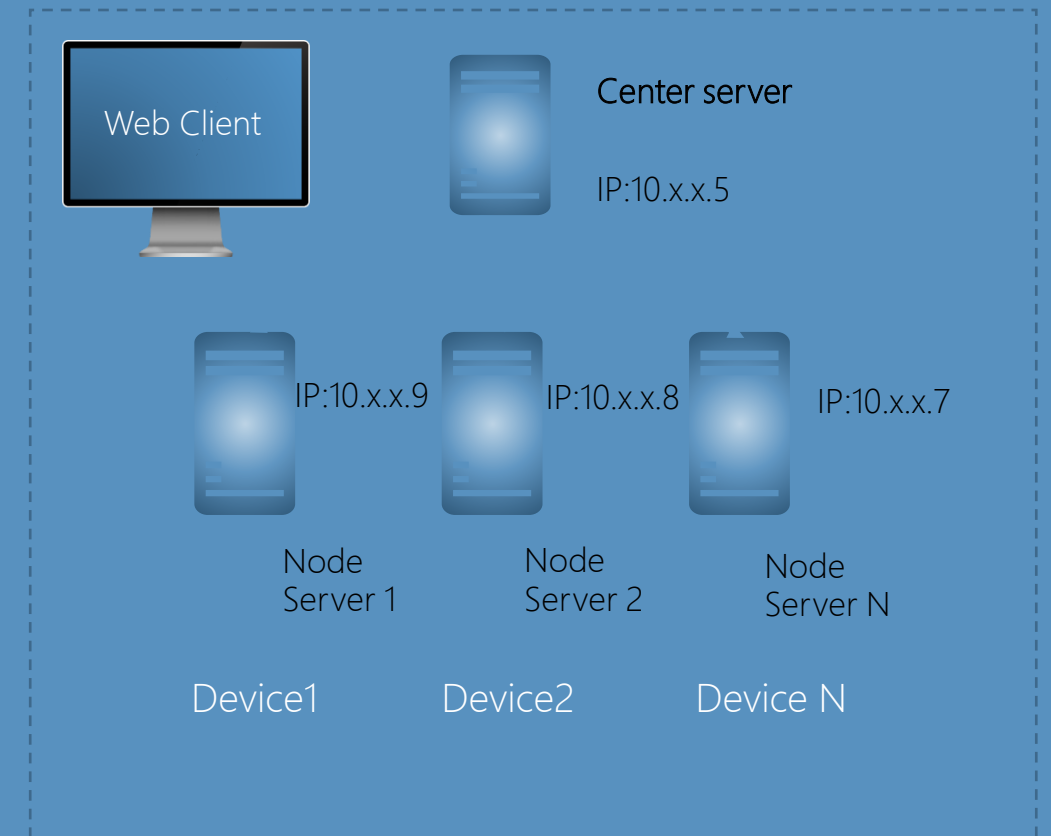 Web Client
Center server
IP:10.x.x.5
IP:10.x.x.9
IP:10.x.x.8
IP:10.x.x.7
Node
Server 1
Node
Server 2
Node
Server N
Device1
Device2
Device N